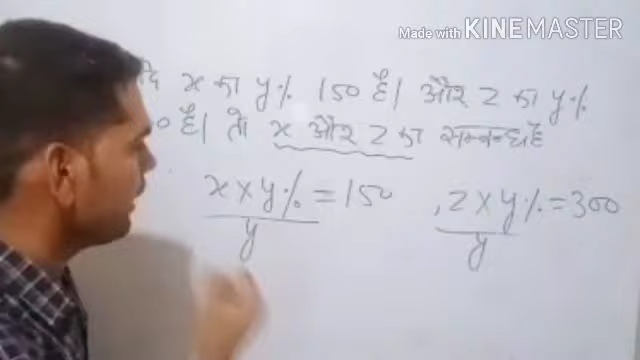 Made with KINEMASTER
x का y% 150 है। और z का y%
0 है। तो x और z का सम्बन्ध है
x × y% = 150 , z × y% = 300
y y